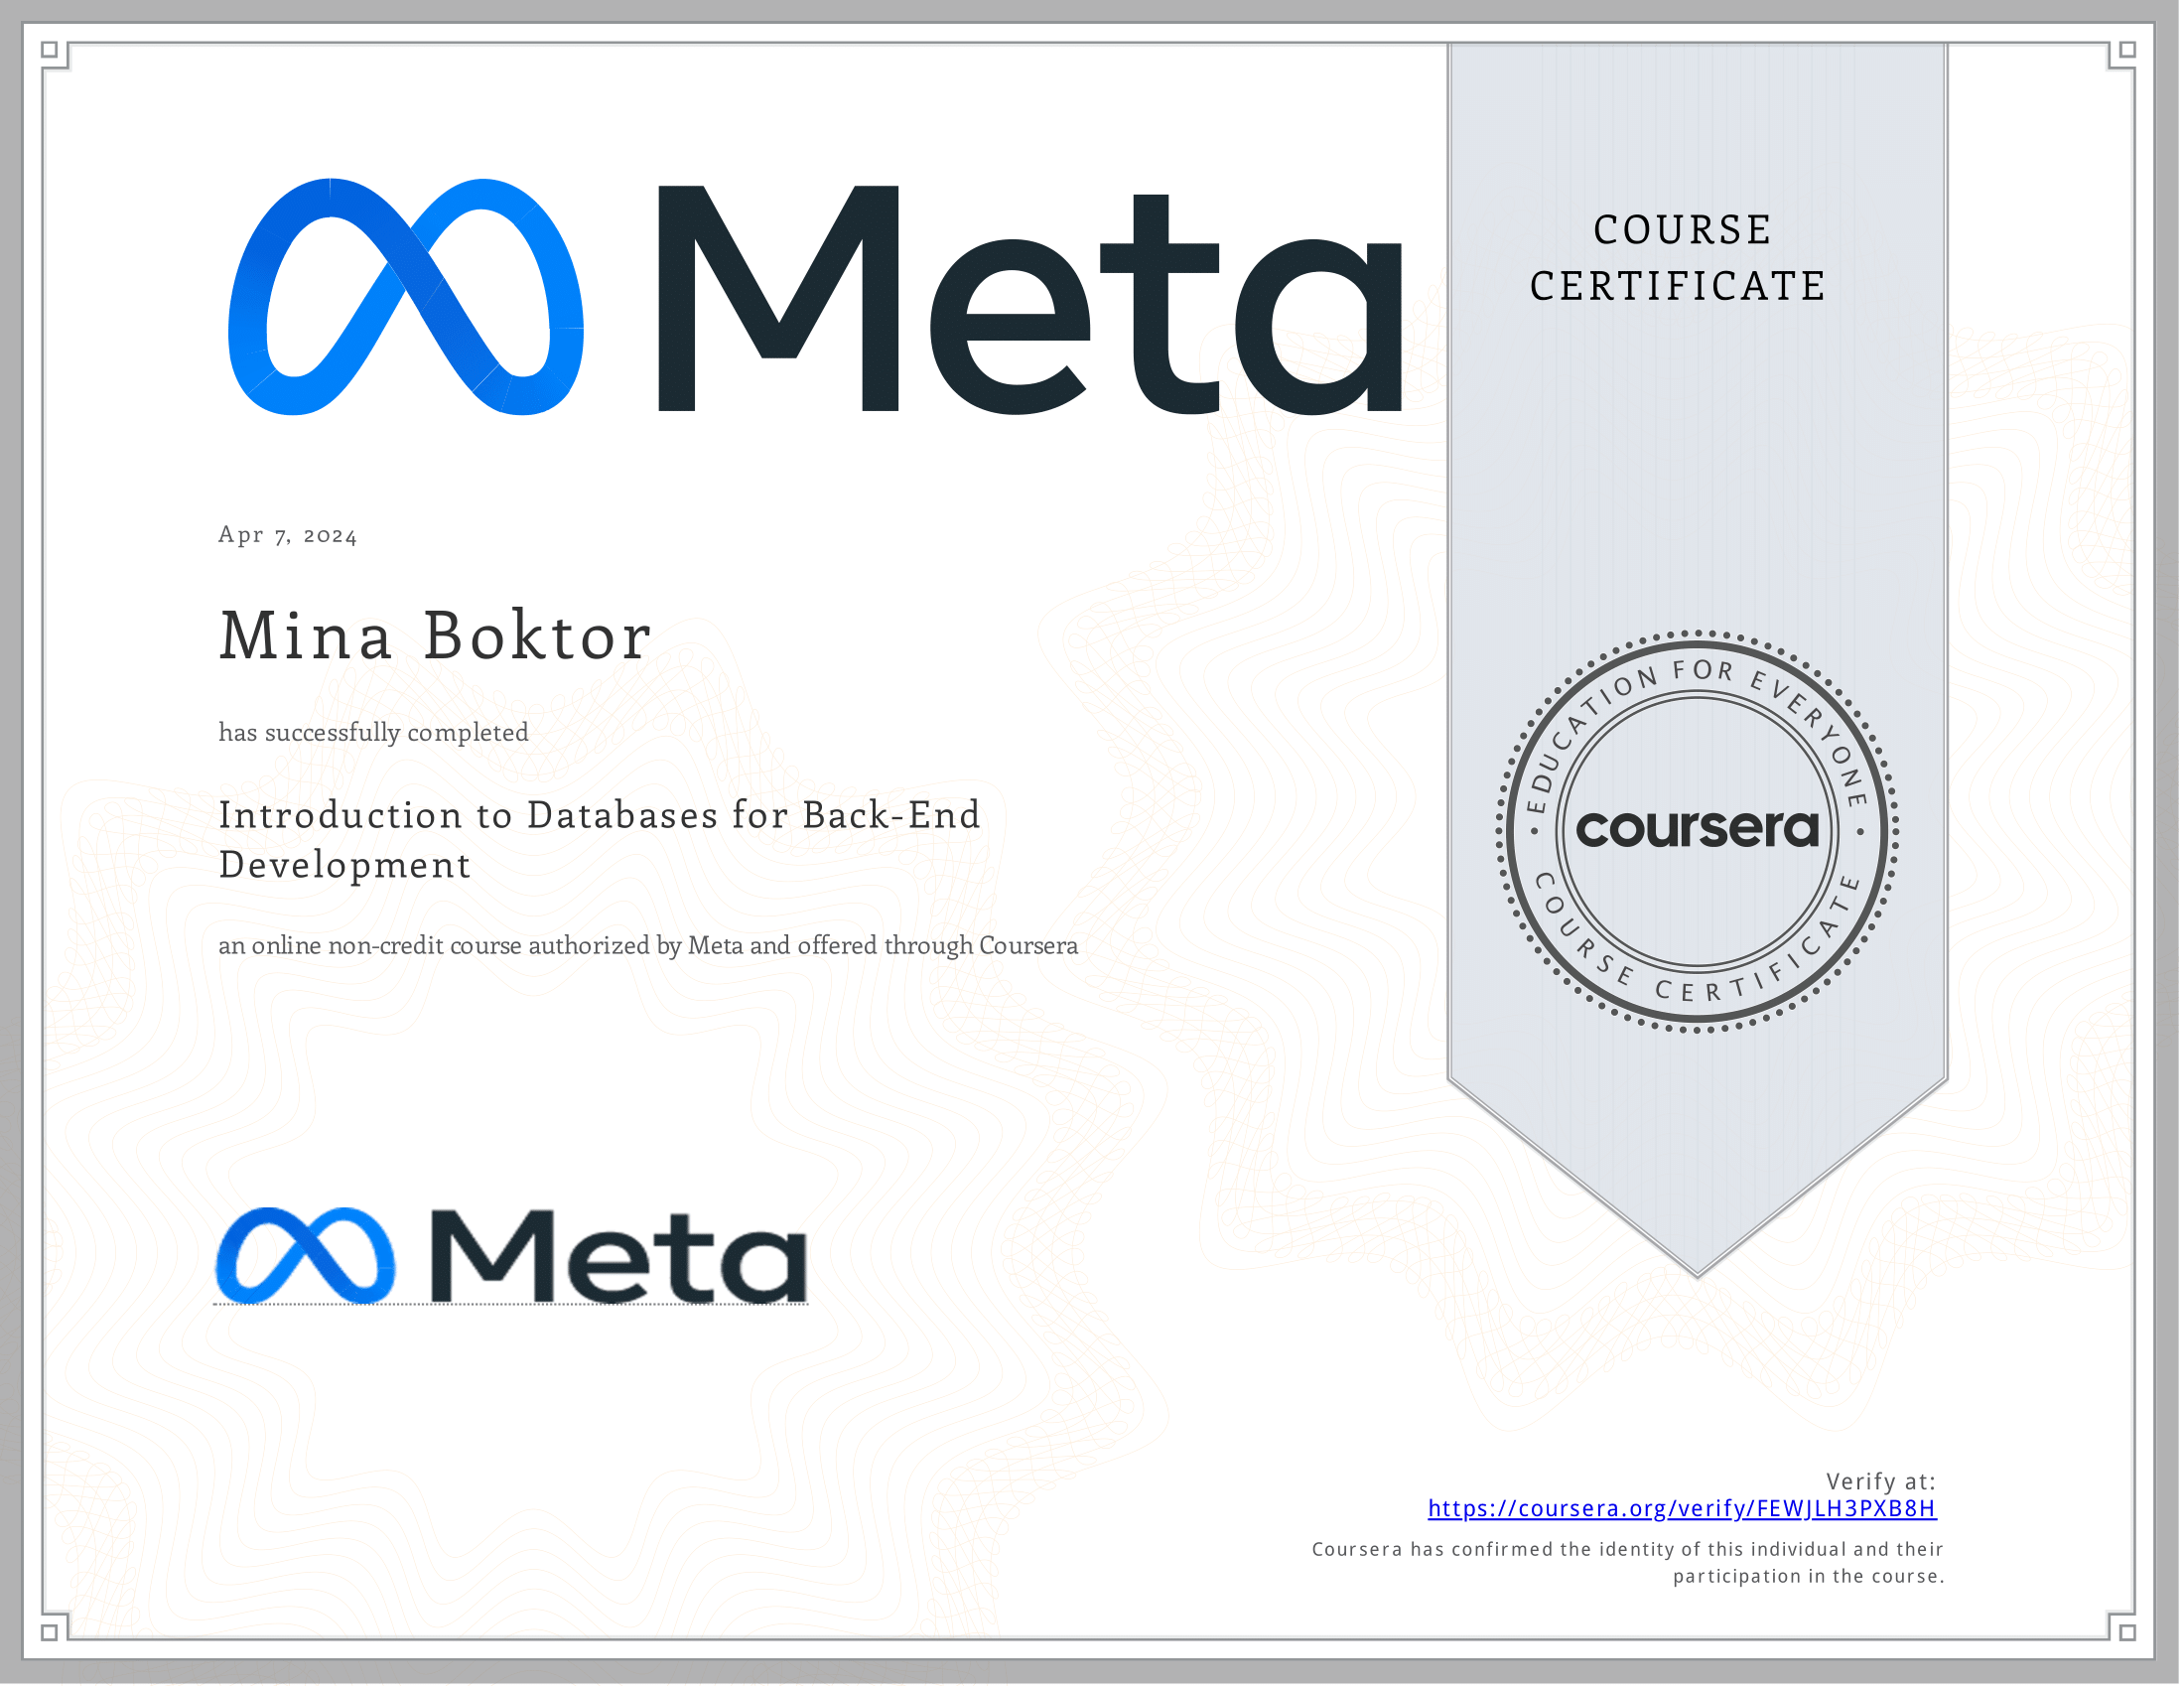 Meta
COURSE
CERTIFICATE
Apr 7, 2024
Mina Boktor
has successfully completed
Introduction to Databases for Back-End
Development
an online non-credit course authorized by Meta and offered through Coursera
EDUCATION FOR EVERYONE
coursera
COURSE CERTIFICATE
Meta
Verify at:
https://coursera.org/verify/FEWJLH3PXB8H
Coursera has confirmed the identity of this individual and their
participation in the course.